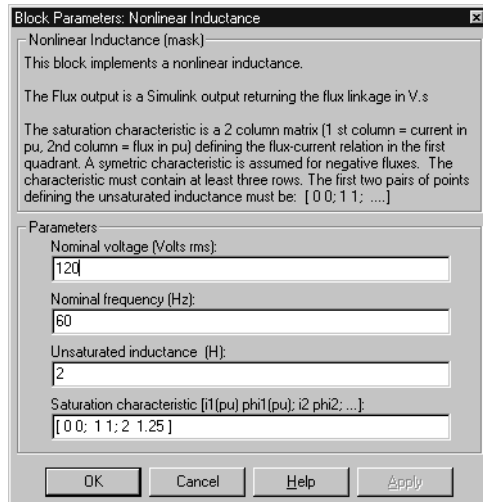 Block Parameters: Nonlinear Inductance
Nonlinear Inductance (mask)
This block implements a nonlinear inductance.
The Flux output is a Simulink output returning the flux linkage in V.s
The saturation characteristic is a 2 column matrix (1 st column = current in
pu, 2nd column = flux in pu) defining the flux-current relation in the first
quadrant. A symetric characteristic is assumed for negative fluxes. The
characteristic must contain at least three rows. The first two pairs of points
defining the unsaturated inductance must be: [ 0 0; 1 1; ....]
Parameters
Nominal voltage (Volts rms):
120
Nominal frequency (Hz):
60
Unsaturated inductance (H):
2
Saturation characteristic [i1(pu) phi1(pu); i2 phi2; ...]:
[ 0 0; 1 1; 2 1.25 ]
OK Cancel Help Apply